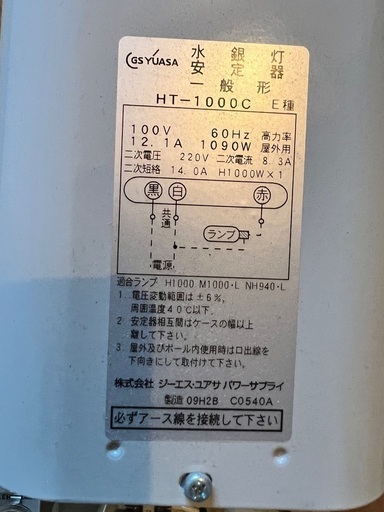 GS YUASA 水銀灯
安定器
一般形
HT-1000C E種
100V 60Hz 高力率
12.1A 1090W 屋外用
二次電圧 220V 二次電流 8.3A
二次短絡 14.0A H1000W×1
黒 白 赤
共通
ランプ
電源
適合ランプ H1000 M1000・L NH940・L
1. 電圧変動範囲は±6%。
周囲温度40℃以下。
2. 安定器相互間はケースの幅以上
離して下さい。
3. 屋外及びポール内使用時は口出線を
下向きにして取付けて下さい。
株式会社 ジーエス・ユアサ パワーサプライ
製造 09H2B C0540A
必ずアース線を接続して下さい